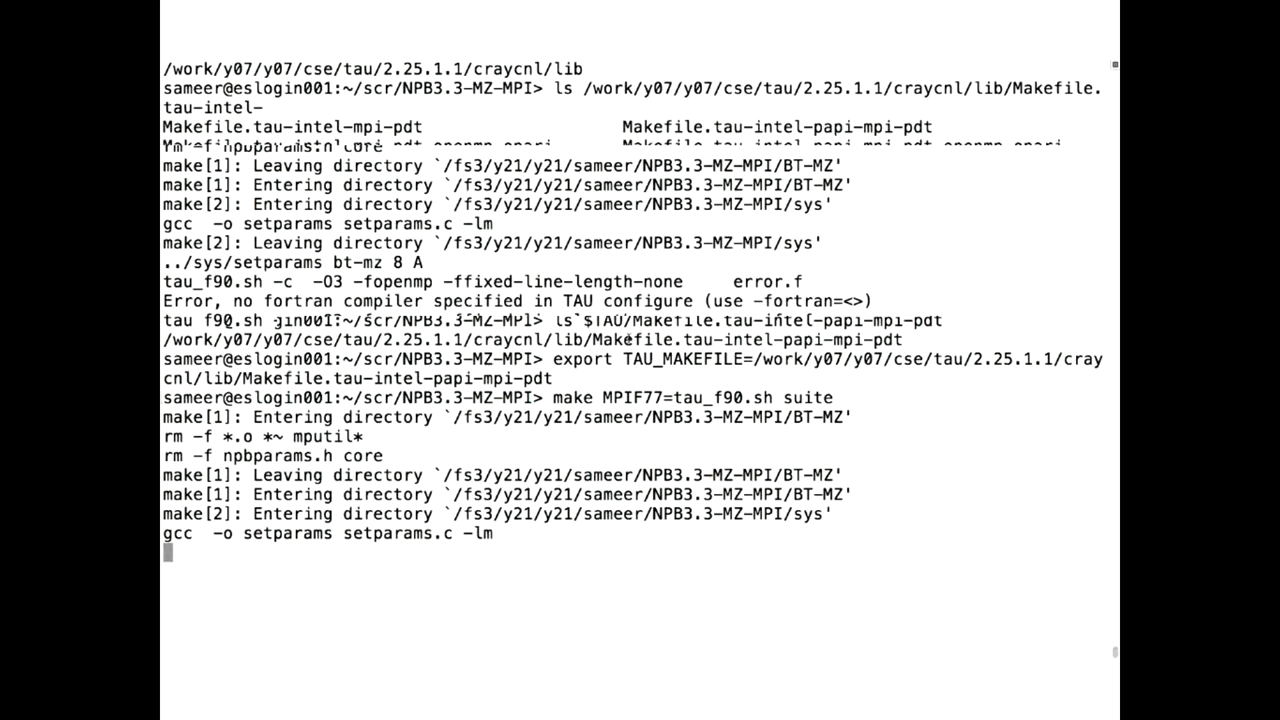 /work/y07/y07/cse/tau/2.25.1.1/craycnl/lib
sameer@eslogin001:~/scr/NPB3.3-MZ-MPI> ls /work/y07/y07/cse/tau/2.25.1.1/craycnl/lib/Makefile.
tau-intel-
Makefile.tau-intel-mpi-pdt Makefile.tau-intel-papi-mpi-pdt
make[1]: Leaving directory `/fs3/y21/y21/sameer/NPB3.3-MZ-MPI/BT-MZ'
make[1]: Entering directory `/fs3/y21/y21/sameer/NPB3.3-MZ-MPI/BT-MZ'
make[2]: Entering directory `/fs3/y21/y21/sameer/NPB3.3-MZ-MPI/sys'
gcc  -o setparams setparams.c -lm
make[2]: Leaving directory `/fs3/y21/y21/sameer/NPB3.3-MZ-MPI/sys'
../sys/setparams bt-mz 8 A
tau_f90.sh -c  -O3 -fopenmp -ffixed-line-length-none     error.f
Error, no fortran compiler specified in TAU configure (use -fortran=<>)
tau_f90.sh ls $TAU/Makefile.tau-intel-papi-mpi-pdt
/work/y07/y07/cse/tau/2.25.1.1/craycnl/lib/Makefile.tau-intel-papi-mpi-pdt
sameer@eslogin001:~/scr/NPB3.3-MZ-MPI> export TAU_MAKEFILE=/work/y07/y07/cse/tau/2.25.1.1/cray
cnl/lib/Makefile.tau-intel-papi-mpi-pdt
sameer@eslogin001:~/scr/NPB3.3-MZ-MPI> make MPIF77=tau_f90.sh suite
make[1]: Entering directory `/fs3/y21/y21/sameer/NPB3.3-MZ-MPI/BT-MZ'
rm -f *.o *~ mputil*
rm -f npbparams.h core
make[1]: Leaving directory `/fs3/y21/y21/sameer/NPB3.3-MZ-MPI/BT-MZ'
make[1]: Entering directory `/fs3/y21/y21/sameer/NPB3.3-MZ-MPI/BT-MZ'
make[2]: Entering directory `/fs3/y21/y21/sameer/NPB3.3-MZ-MPI/sys'
gcc  -o setparams setparams.c -lm